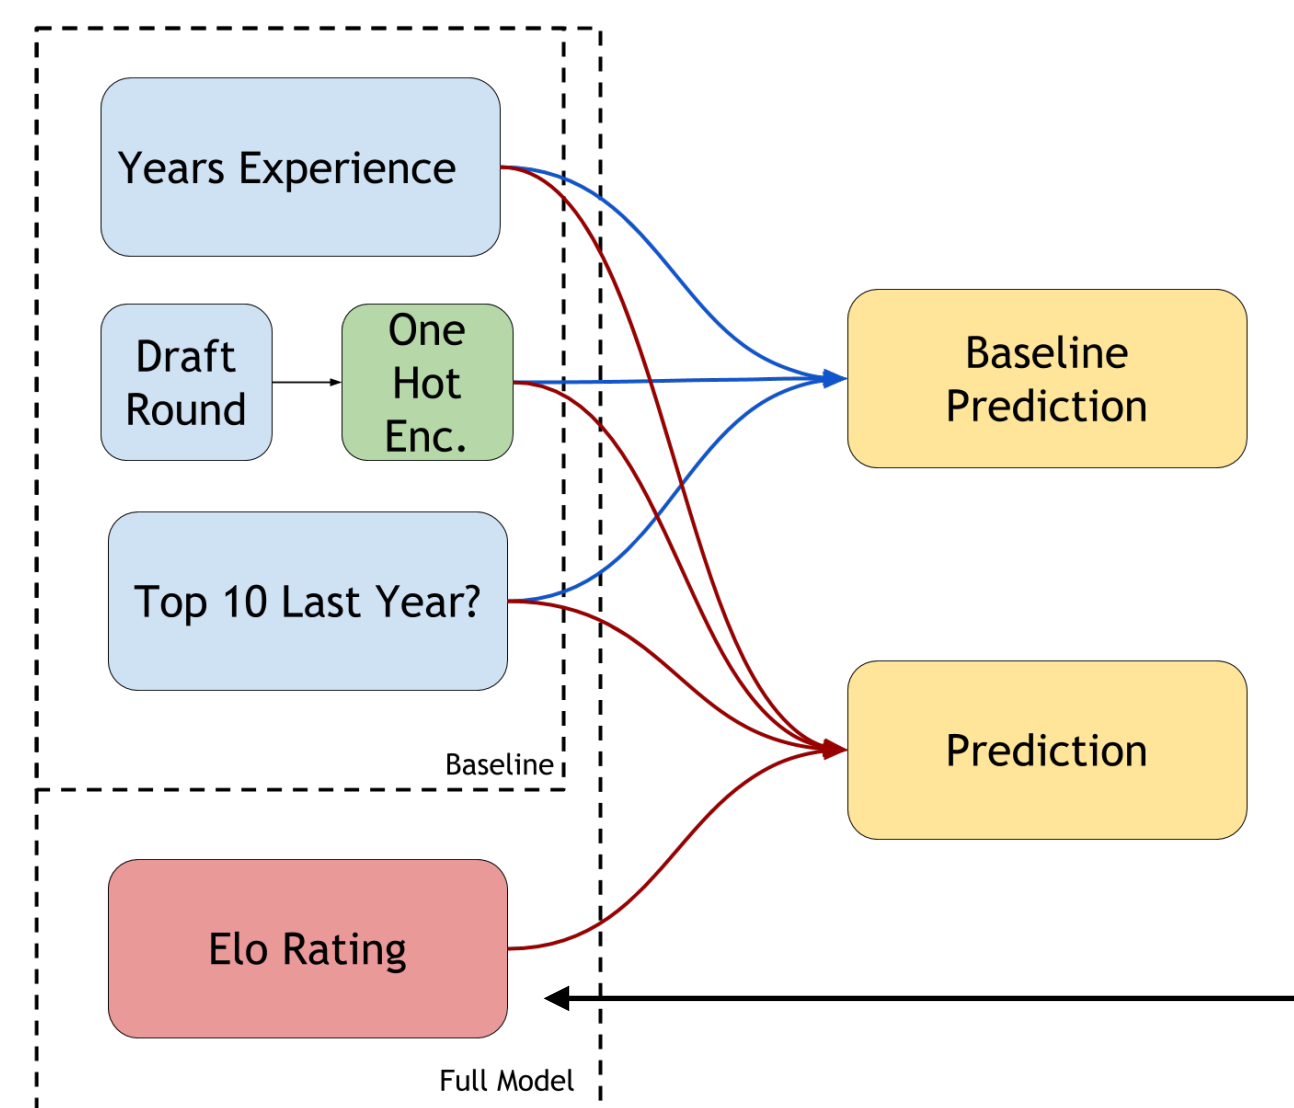 Years Experience
Draft
Round
One
Hot
Enc.
Top 10 Last Year?
Baseline
Elo Rating
Full Model
Baseline
Prediction
Prediction